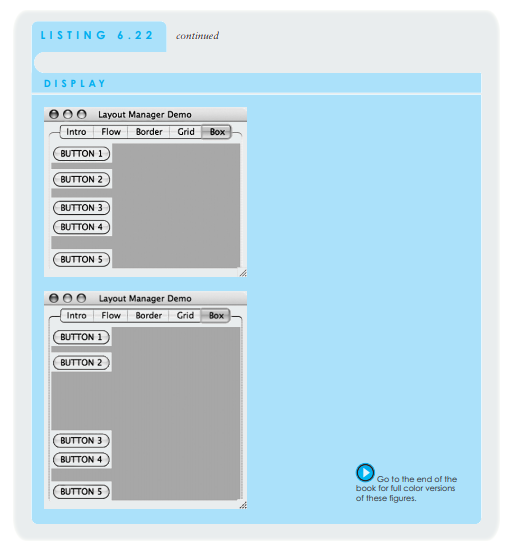 LISTING 6.22 continued
DISPLAY
Layout Manager Demo
Intro Flow Border Grid Box
BUTTON 1
BUTTON 2
BUTTON 3
BUTTON 4
BUTTON 5
Layout Manager Demo
Intro Flow Border Grid Box
BUTTON 1
BUTTON 2
BUTTON 3
BUTTON 4
BUTTON 5
Go to the end of the
book for full color versions
of these figures.